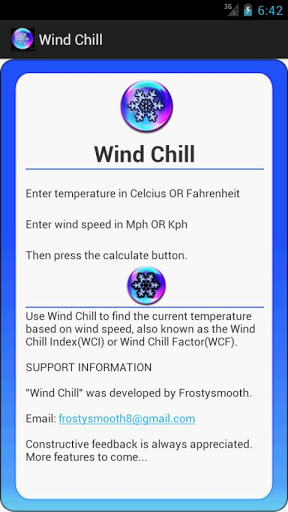 3G 6:42
Wind Chill
Wind Chill
Enter temperature in Celcius OR Fahrenheit
Enter wind speed in Mph OR Kph
Then press the calculate button.
Use Wind Chill to find the current temperature
based on wind speed, also known as the Wind
Chill Index(WCI) or Wind Chill Factor(WCF).
SUPPORT INFORMATION
"Wind Chill" was developed by Frostysmooth.
Email: frostysmooth8@gmail.com
Constructive feedback is always appreciated.
More features to come...